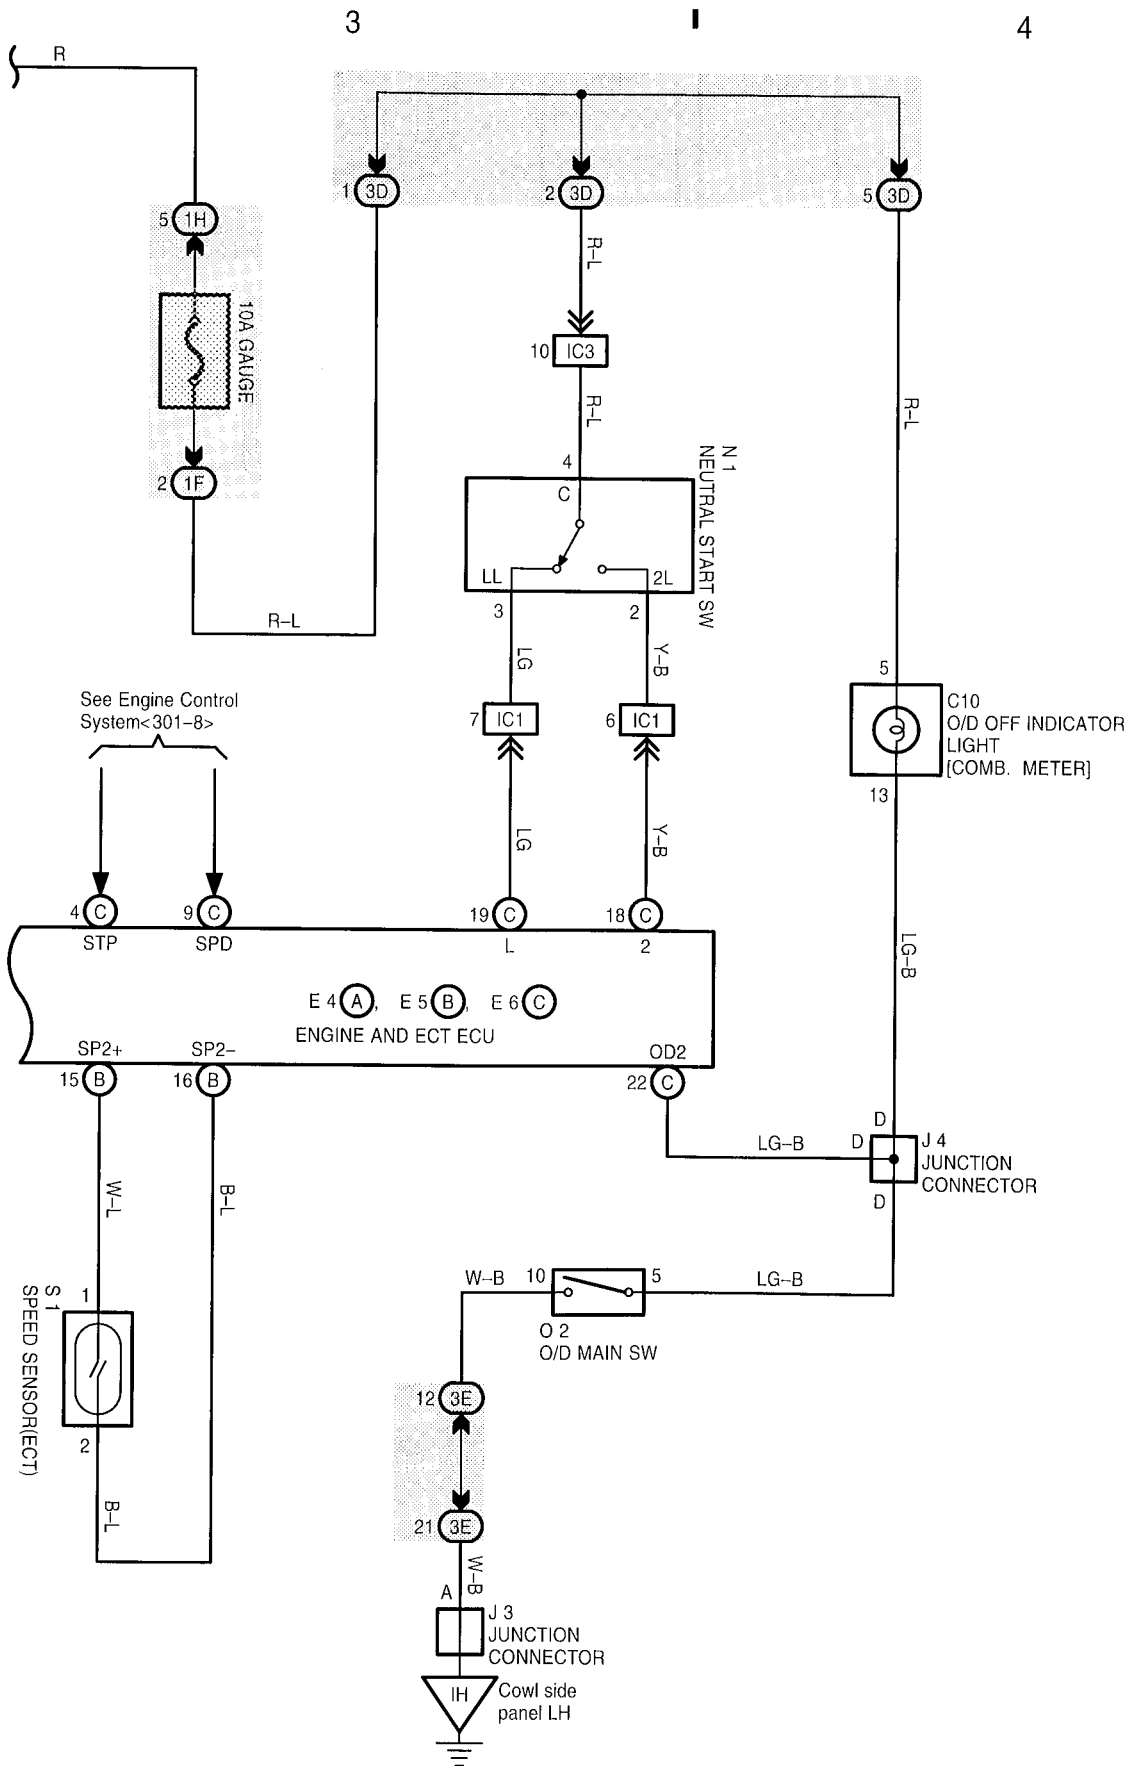 3
4
R
1 3D
2 3D
5 3D
5 1H
R-L
10A GAUGE
10 IC3
R-L
R-L
2 1F
4
N 1
NEUTRAL START SW
C
LL
2L
3
2
R-L
LG
Y-B
See Engine Control
System<301-8>
7 IC1
6 IC1
5
C10
O/D OFF INDICATOR
LIGHT
[COMB. METER]
13
LG
Y-B
4 C
9 C
19 C
18 C
STP
SPD
L
2
LG-B
E 4 A, E 5 B, E 6 C
ENGINE AND ECT ECU
SP2+
SP2-
OD2
15 B
16 B
22 C
D
LG-B
D
J 4
JUNCTION
CONNECTOR
D
W-L
B-L
W-B
10
5
LG-B
O 2
O/D MAIN SW
1
S 1
SPEED SENSOR(ECT)
2
12 3E
B-L
21 3E
W-B
A
J 3
JUNCTION
CONNECTOR
IH
Cowl side
panel LH